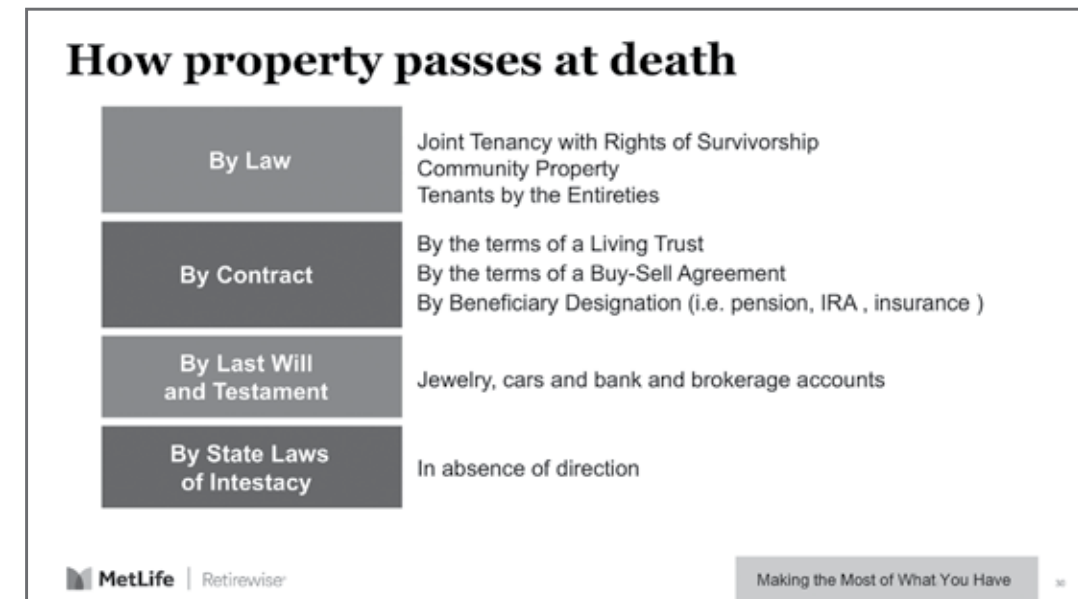 How property passes at death
By Law
Joint Tenancy with Rights of Survivorship
Community Property
Tenants by the Entireties
By Contract
By the terms of a Living Trust
By the terms of a Buy-Sell Agreement
By Beneficiary Designation (i.e. pension, IRA , insurance )
By Last Will
and Testament
Jewelry, cars and bank and brokerage accounts
By State Laws
of Intestacy
In absence of direction
MetLife | Retirewise
Making the Most of What You Have
30